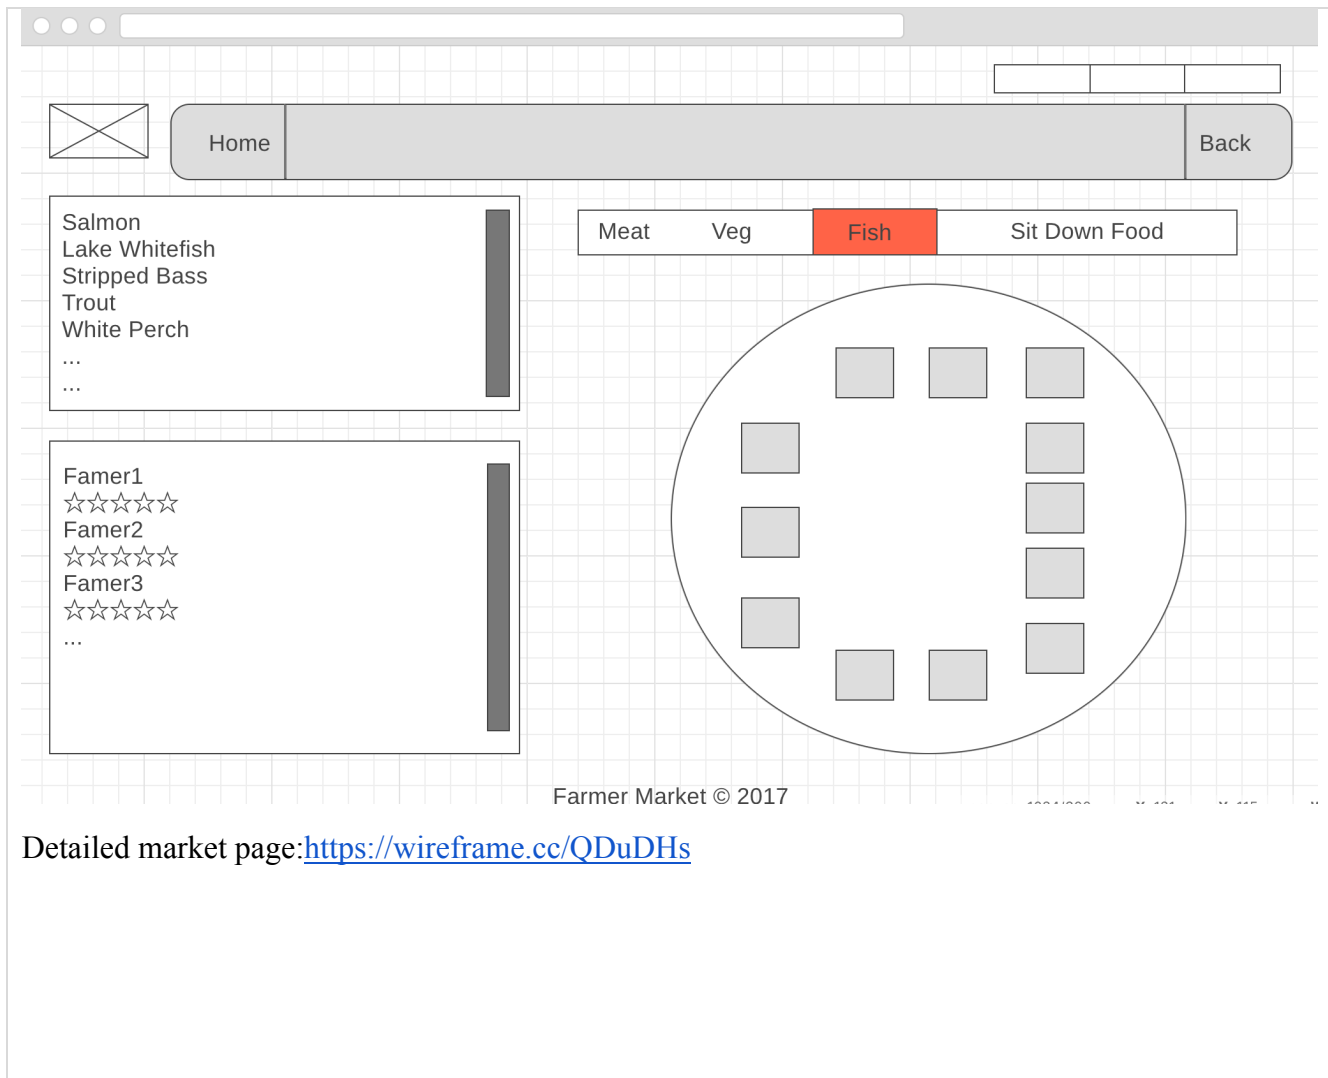 Home
Back
Salmon
Lake Whitefish
Stripped Bass
Trout
White Perch
...
...
Meat Veg Fish Sit Down Food
Famer1
☆☆☆☆☆
Famer2
☆☆☆☆☆
Famer3
☆☆☆☆☆
...
Farmer Market © 2017
Detailed market page:https://wireframe.cc/QDuDHs